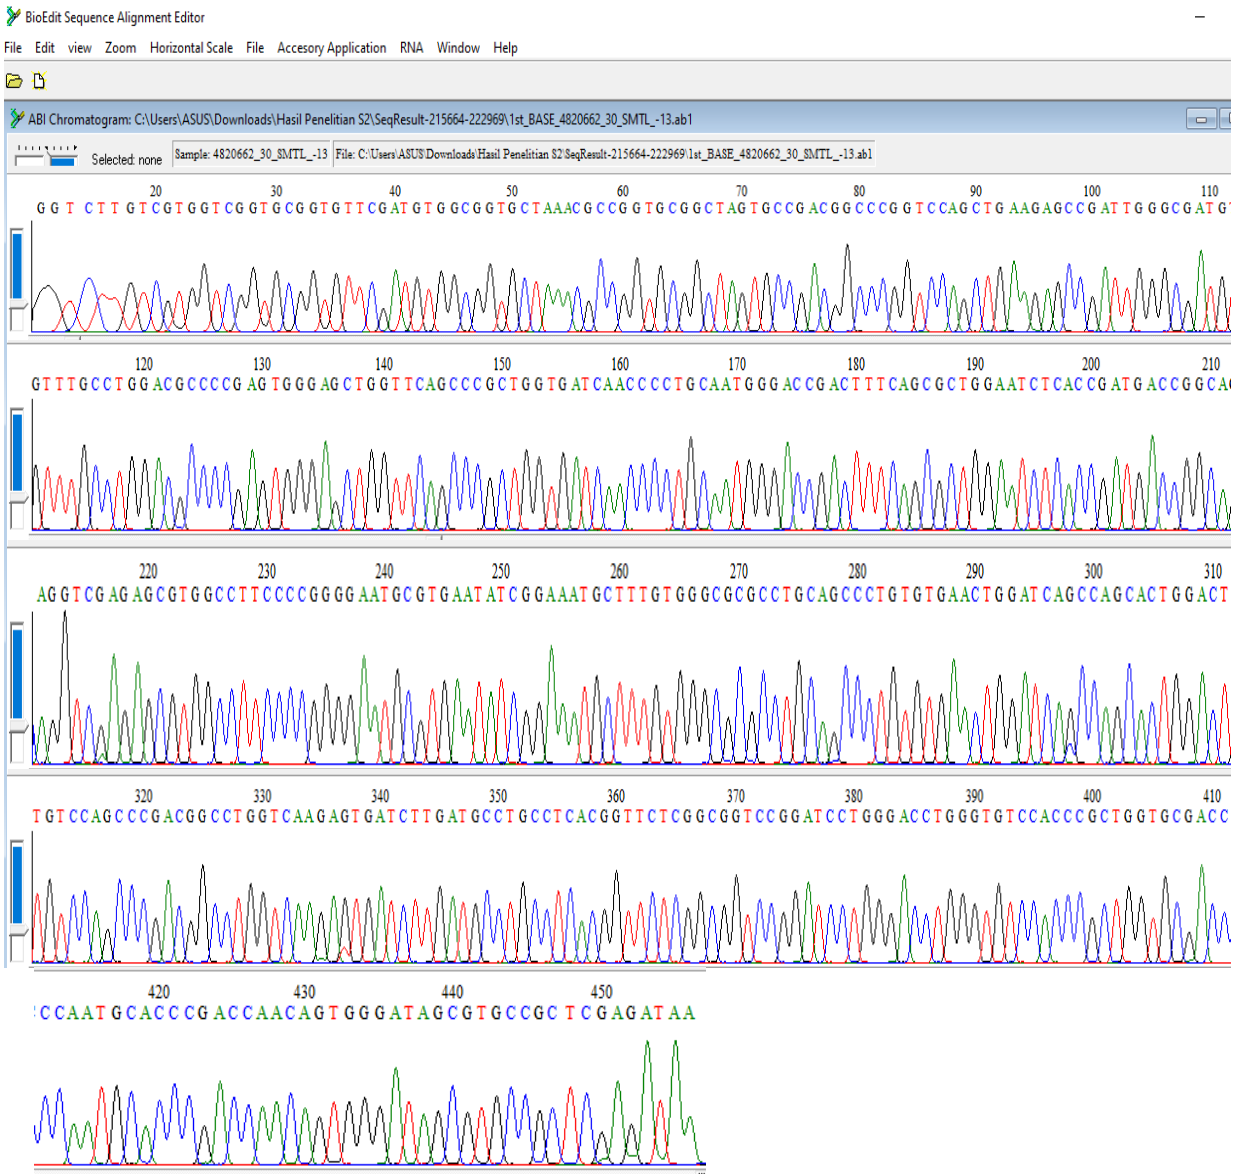 BioEdit Sequence Alignment Editor
File Edit view Zoom Horizontal Scale File Accesory Application RNA Window Help
ABI Chromatogram: C:\Users\ASUS\Downloads\Hasil Penelitian S2\SeqResult-215664-222969\1st_BASE_4820662_30_SMTL_-13.ab1
Selected: none Sample: 4820662_30_SMTL_-13 File: C:\Users\ASUS\Downloads\Hasil Penelitian S2\SeqResult-215664-222969\1st_BASE_4820662_30_SMTL_-13.ab1
20 30 40 50 60 70 80 90 100 110
GGTCTTGTCGTGGTCGGTGCGGTGTTCGATGTGGCGGTGCTAAACGCCGGTGCGGCTAGTGCCGACGGCCCGGTCCAGCTGAAGAGCCGATTGGGCGATG
120 130 140 150 160 170 180 190 200 210
GTTTGCCTGGACGCCCCGAGTGGGAGCTGGTTCAGCCCGCTGGTGATCAACCCCTGCAATGGGACCGACTTTCAGCGCTGGAATCTCACCGATGACCGGCA
220 230 240 250 260 270 280 290 300 310
AGGTCGAGAGCGTGGCCTTCCCCGGGGAATGCGTGAATATCGGAAATGCTTTGTGGGCGCGCCTGCAGCCCTGTGTGAACTGGATCAGCCAGCACTGGACT
320 330 340 350 360 370 380 390 400 410
TGTCCAGCCCGACGGCCTGGTCAAGAGTGATCTTGATGCCTGCCTCACGGTTCTCGGCGGTCCGGATCCTGGGACCTGGGTGTCCACCCGCTGGTGCGACC
420 430 440 450
CCAATGCACCCGACCAACAGTGGGATAGCGTGCCGCTCGAGATAA